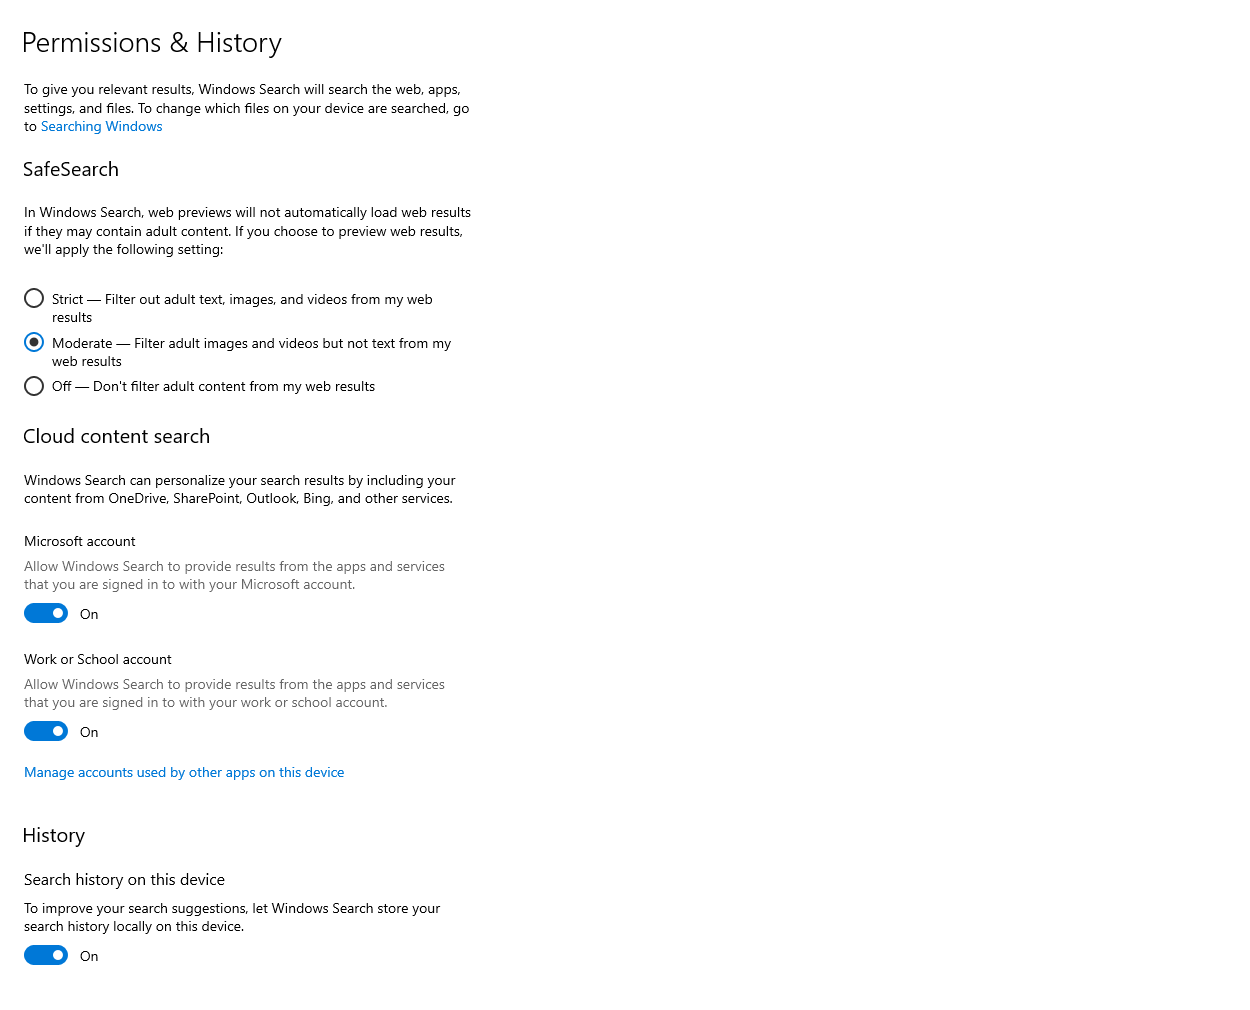 Permissions & History
To give you relevant results, Windows Search will search the web, apps,
settings, and files. To change which files on your device are searched, go
to Searching Windows
SafeSearch
In Windows Search, web previews will not automatically load web results
if they may contain adult content. If you choose to preview web results,
we'll apply the following setting:
Strict — Filter out adult text, images, and videos from my web
results
Moderate — Filter adult images and videos but not text from my
web results
Off — Don't filter adult content from my web results
Cloud content search
Windows Search can personalize your search results by including your
content from OneDrive, SharePoint, Outlook, Bing, and other services.
Microsoft account
Allow Windows Search to provide results from the apps and services
that you are signed in to with your Microsoft account.
On
Work or School account
Allow Windows Search to provide results from the apps and services
that you are signed in to with your work or school account.
On
Manage accounts used by other apps on this device
History
Search history on this device
To improve your search suggestions, let Windows Search store your
search history locally on this device.
On